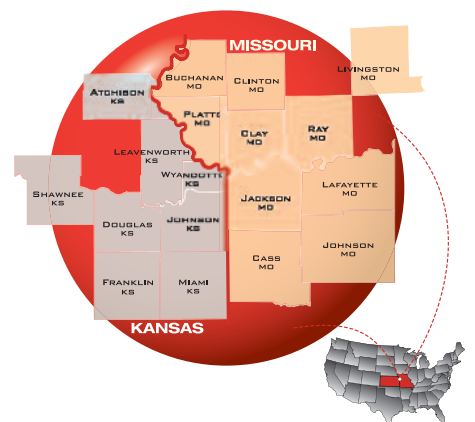 MISSOURI
BUCHANAN
MO
CLINTON
MO
LIVINGSTON
MO
ATCHISON
KS
PLATTE
MO
CLAY
MO
RAY
MO
LEAVENWORTH
KS
WYANDOTTE
KS
SHAWNEE
KS
JACKSON
MO
LAFAYETTE
MO
DOUGLAS
KS
JOHNSON
KS
JOHNSON
MO
CASS
MO
FRANKLIN
KS
MIAMI
KS
KANSAS